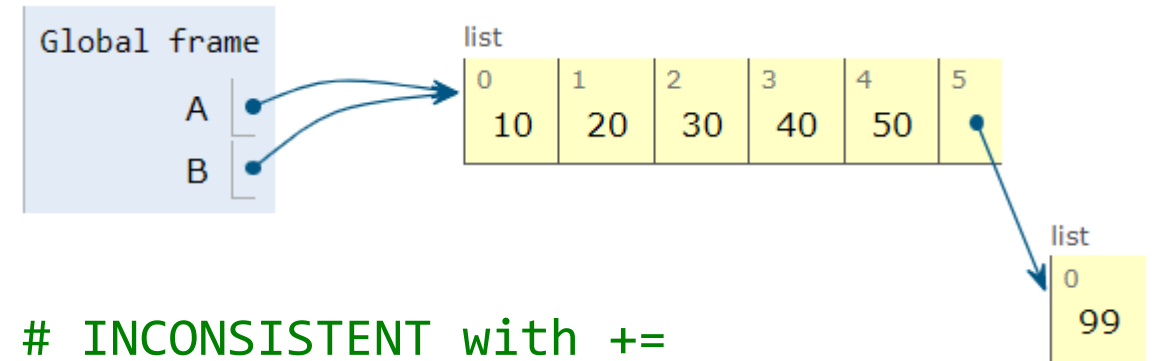 Global frame
A
B
list
0 1 2 3 4 5
10 20 30 40 50
list
0
99
# INCONSISTENT with +=